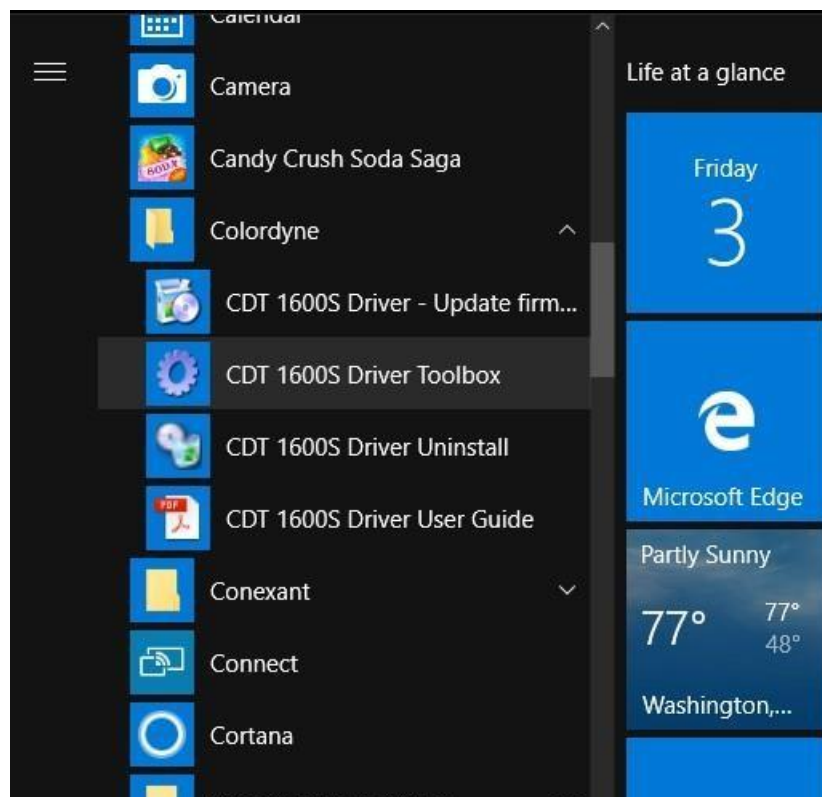 Calendar
Camera
Candy Crush Soda Saga
Colordyne
CDT 1600S Driver - Update firm...
CDT 1600S Driver Toolbox
CDT 1600S Driver Uninstall
PDF
CDT 1600S Driver User Guide
Conexant
Connect
Cortana
Life at a glance
Friday
3
Microsoft Edge
Partly Sunny
77°
77°
48°
Washington,...